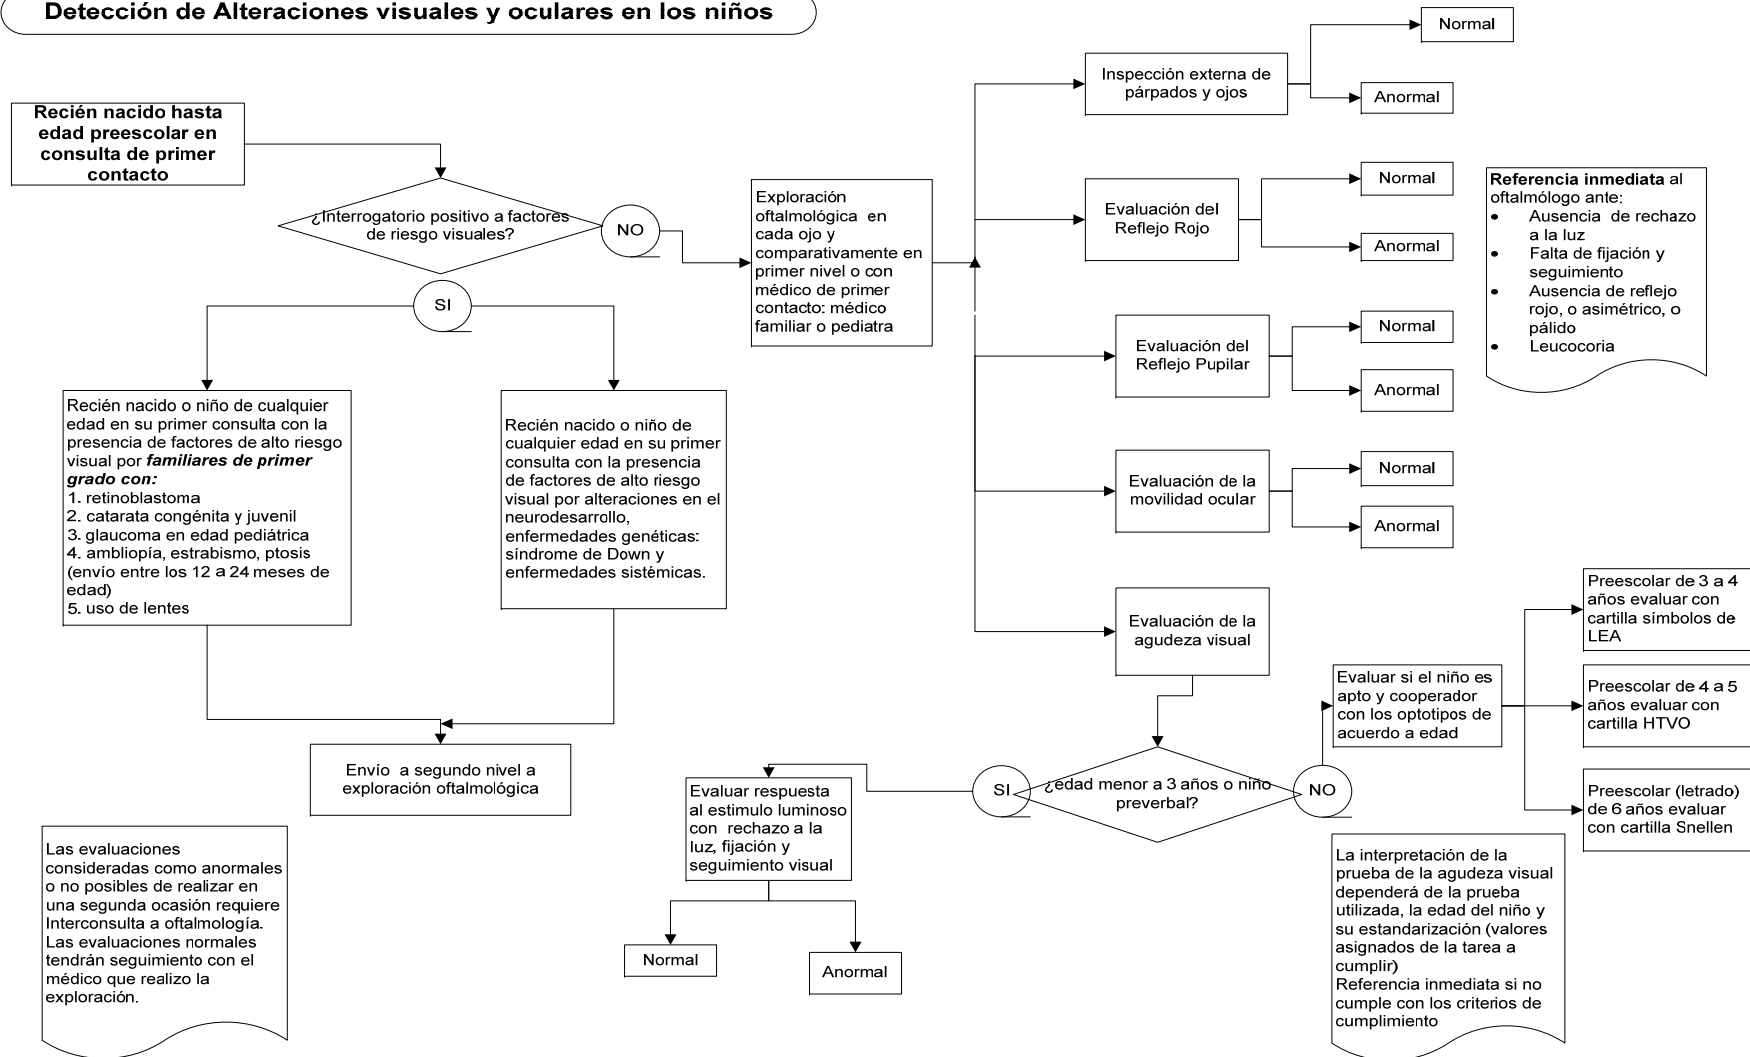 Detección de Alteraciones visuales y oculares en los niños
Recién nacido hasta
edad preescolar en
consulta de primer
contacto
¿Interrogatorio positivo a factores
de riesgo visuales?
NO
SI
Recién nacido o niño de cualquier
edad en su primer consulta con la
presencia de factores de alto riesgo
visual por familiares de primer
grado con:
1. retinoblastoma
2. catarata congénita y juvenil
3. glaucoma en edad pediátrica
4. ambliopía, estrabismo, ptosis
(envío entre los 12 a 24 meses de
edad)
5. uso de lentes
Recién nacido o niño de
cualquier edad en su primer
consulta con la presencia
de factores de alto riesgo
visual por alteraciones en el
neurodesarrollo,
enfermedades genéticas:
síndrome de Down y
enfermedades sistémicas.
Envío a segundo nivel a
exploración oftalmológica
Las evaluaciones
consideradas como anormales
o no posibles de realizar en
una segunda ocasión requiere
Interconsulta a oftalmología.
Las evaluaciones normales
tendrán seguimiento con el
médico que realizo la
exploración.
Exploración
oftalmológica en
cada ojo y
comparativamente en
primer nivel o con
médico de primer
contacto: médico
familiar o pediatra
Inspección externa de
párpados y ojos
Normal
Anormal
Evaluación del
Reflejo Rojo
Normal
Anormal
Evaluación del
Reflejo Pupilar
Normal
Anormal
Evaluación de la
movilidad ocular
Normal
Anormal
Evaluación de la
agudeza visual
Referencia inmediata al
oftalmólogo ante:
• Ausencia de rechazo
a la luz
• Falta de fijación y
seguimiento
• Ausencia de reflejo
rojo, o asimétrico, o
pálido
• Leucocoria
¿edad menor a 3 años o niño
preverbal?
SI
NO
Evaluar respuesta
al estimulo luminoso
con rechazo a la
luz, fijación y
seguimiento visual
Normal
Anormal
Evaluar si el niño es
apto y cooperador
con los optotipos de
acuerdo a edad
Preescolar de 3 a 4
años evaluar con
cartilla símbolos de
LEA
Preescolar de 4 a 5
años evaluar con
cartilla HTVO
Preescolar (letrado)
de 6 años evaluar
con cartilla Snellen
La interpretación de la
prueba de la agudeza visual
dependerá de la prueba
utilizada, la edad del niño y
su estandarización (valores
asignados de la tarea a
cumplir)
Referencia inmediata si no
cumple con los criterios de
cumplimiento